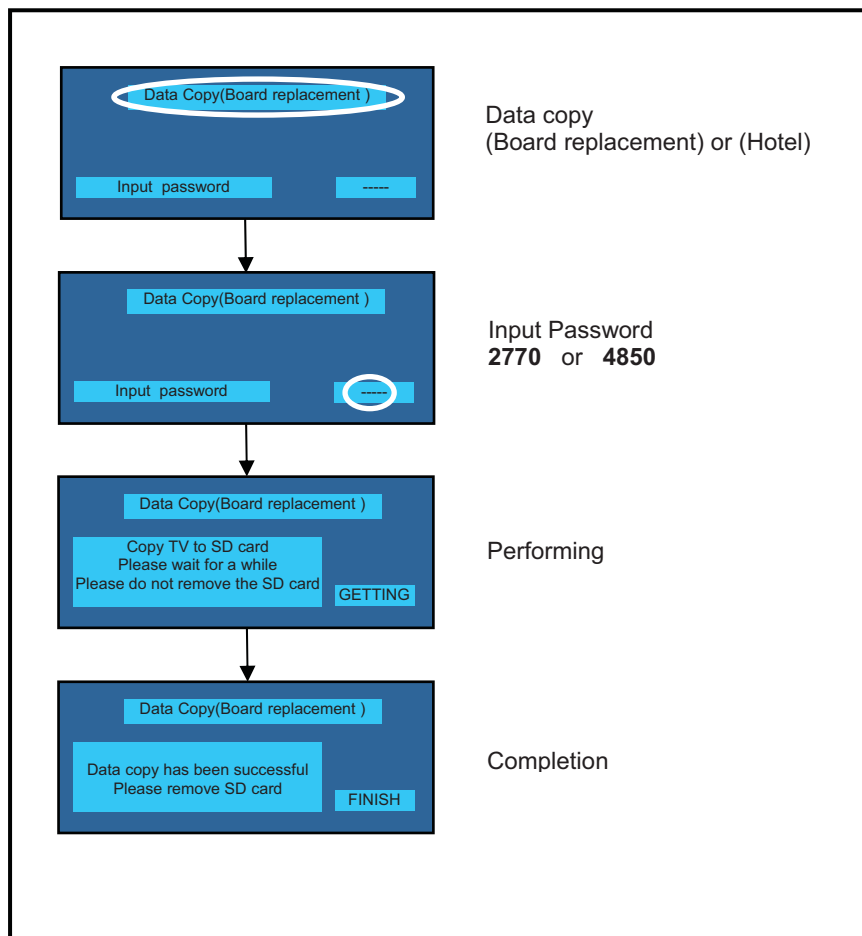 Data Copy(Board replacement )
Input  password
-----
Data copy
(Board replacement) or (Hotel)
Data Copy(Board replacement )
Input  password
-----
Input Password
2770 or 4850
Data Copy(Board replacement )
Copy TV to SD card
Please wait for a while
Please do not remove the SD card
GETTING
Performing
Data Copy(Board replacement )
Data copy has been successful
Please remove SD card
FINISH
Completion